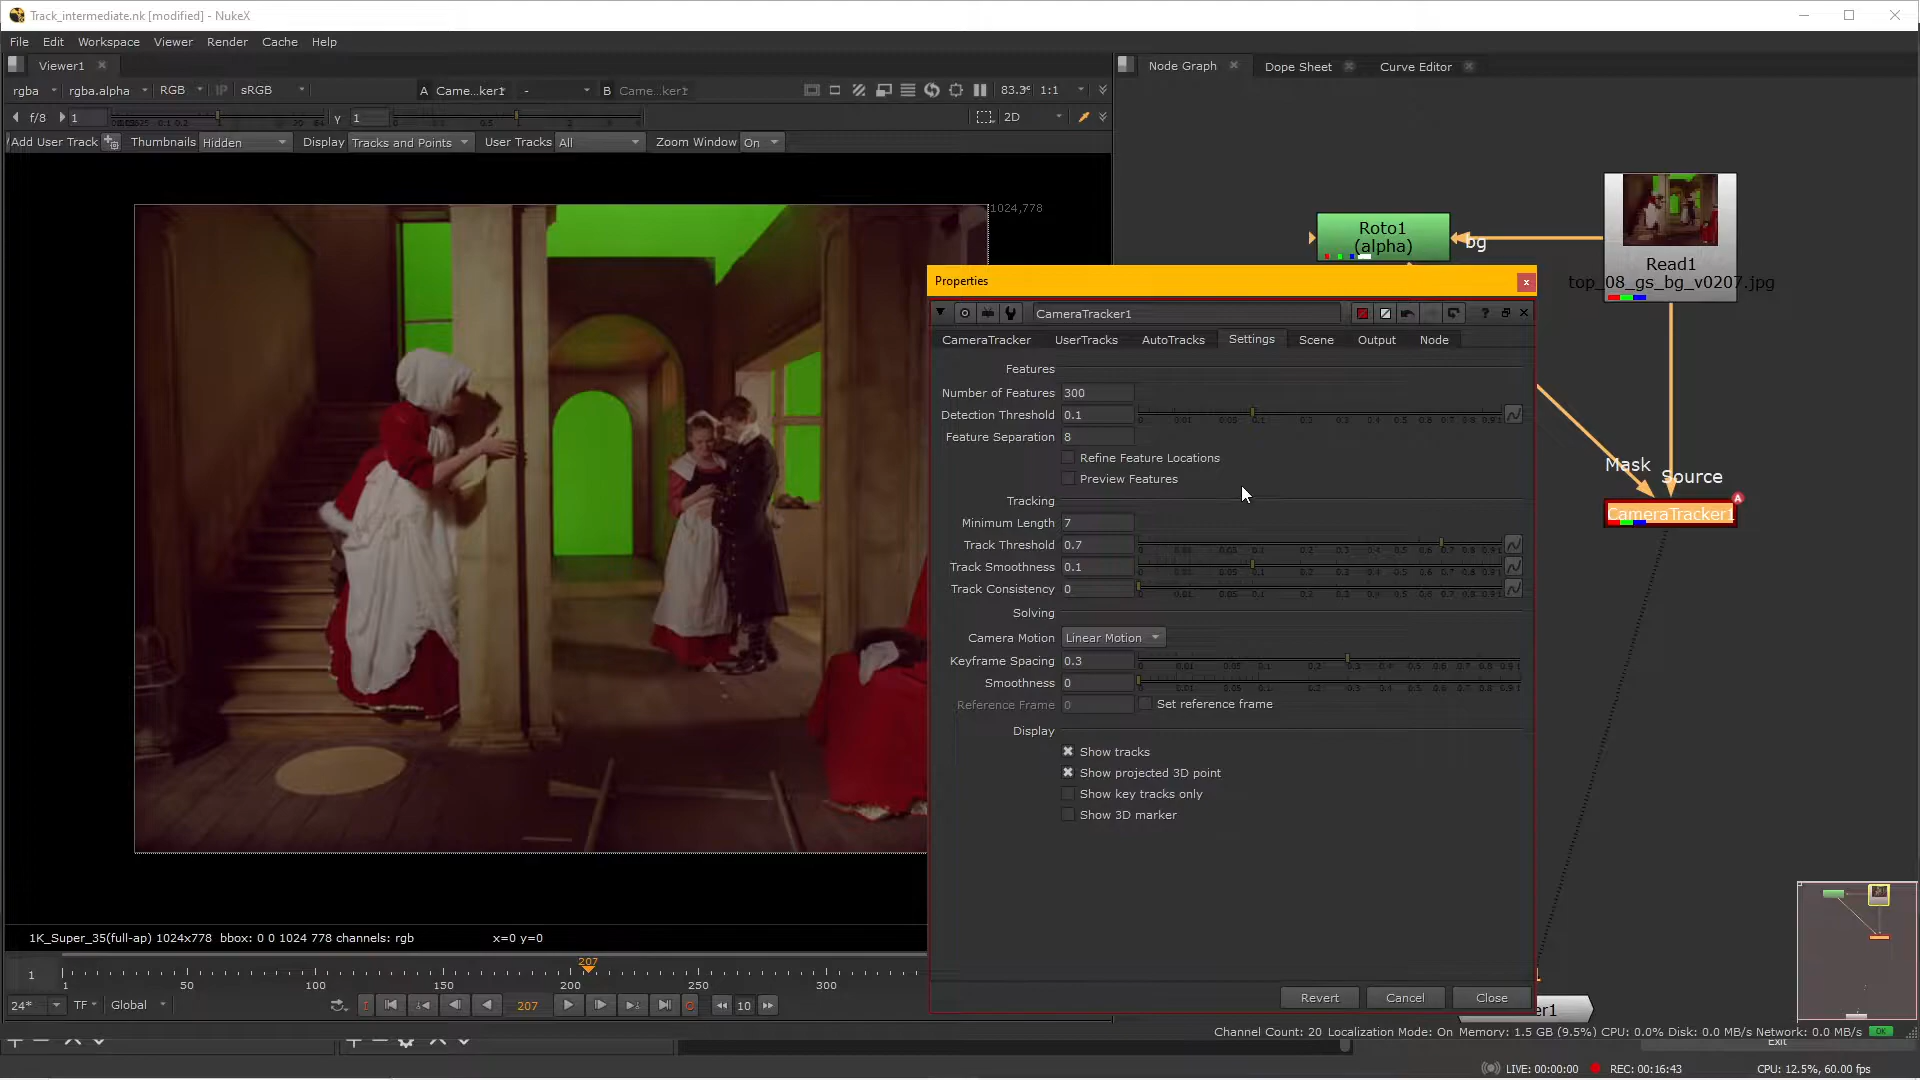 Track_intermediate.nk [modified] - NukeX
File Edit Workspace Viewer Render Cache Help
Viewer1
Node Graph Dope Sheet Curve Editor
rgba rgba.alpha RGB IP sRGB A Came...ker1 - B Came...ker1 1:1
f/8 1 γ 1 2D
Add User Track Thumbnails Hidden Display Tracks and Points User Tracks All Zoom Window On
1024,778
Roto1
(alpha)
bg
Read1
top_08_gs_bg_v0207.jpg
Mask Source
CameraTracker1
A
Properties
CameraTracker1
CameraTracker UserTracks AutoTracks Settings Scene Output Node
Features
Number of Features 300
Detection Threshold 0.1
Feature Separation 8
Refine Feature Locations
Preview Features
Tracking
Minimum Length 7
Track Threshold 0.7
Track Smoothness 0.1
Track Consistency 0
Solving
Camera Motion Linear Motion
Keyframe Spacing 0.3
Smoothness 0
Reference Frame 0 Set reference frame
Display
Show tracks
Show projected 3D point
Show key tracks only
Show 3D marker
Revert Cancel Close
1K_Super_35(full-ap) 1024x778 bbox: 0 0 1024 778 channels: rgb x=0 y=0
207
1
1 50 100 150 200 250 300
24* TF Global 207 10
er1
Channel Count: 20 Localization Mode: On Memory: 1.5 GB (9.5%) CPU: 0.0% Disk: 0.0 MB/s Network: 0.0 MB/s OK
Exit
LIVE: 00:00:00 REC: 00:16:43 CPU: 12.5%, 60.00 fps